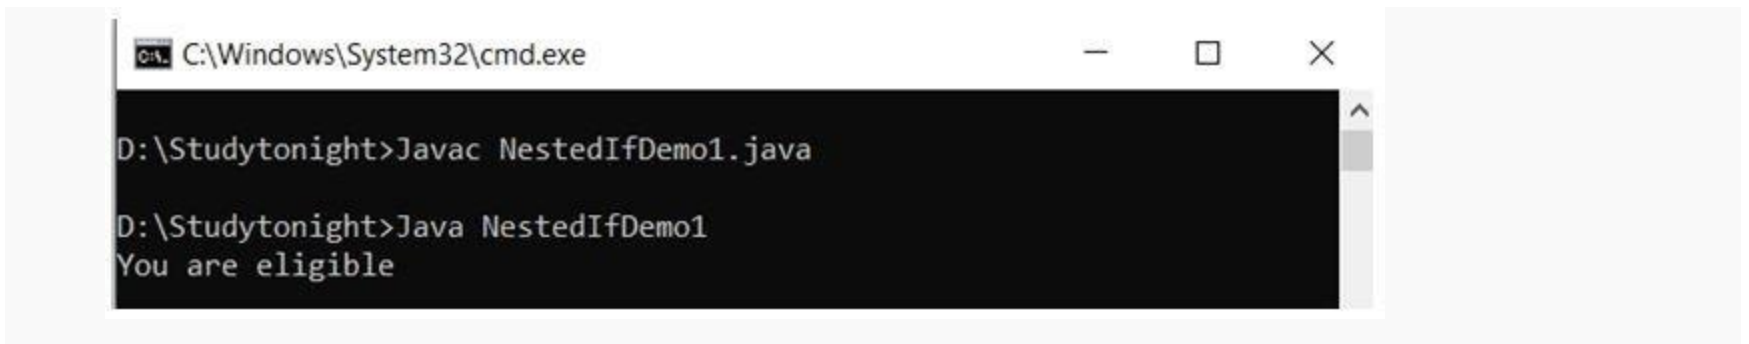 C:\Windows\System32\cmd.exe
D:\Studytonight>Javac NestedIfDemo1.java
D:\Studytonight>Java NestedIfDemo1
You are eligible